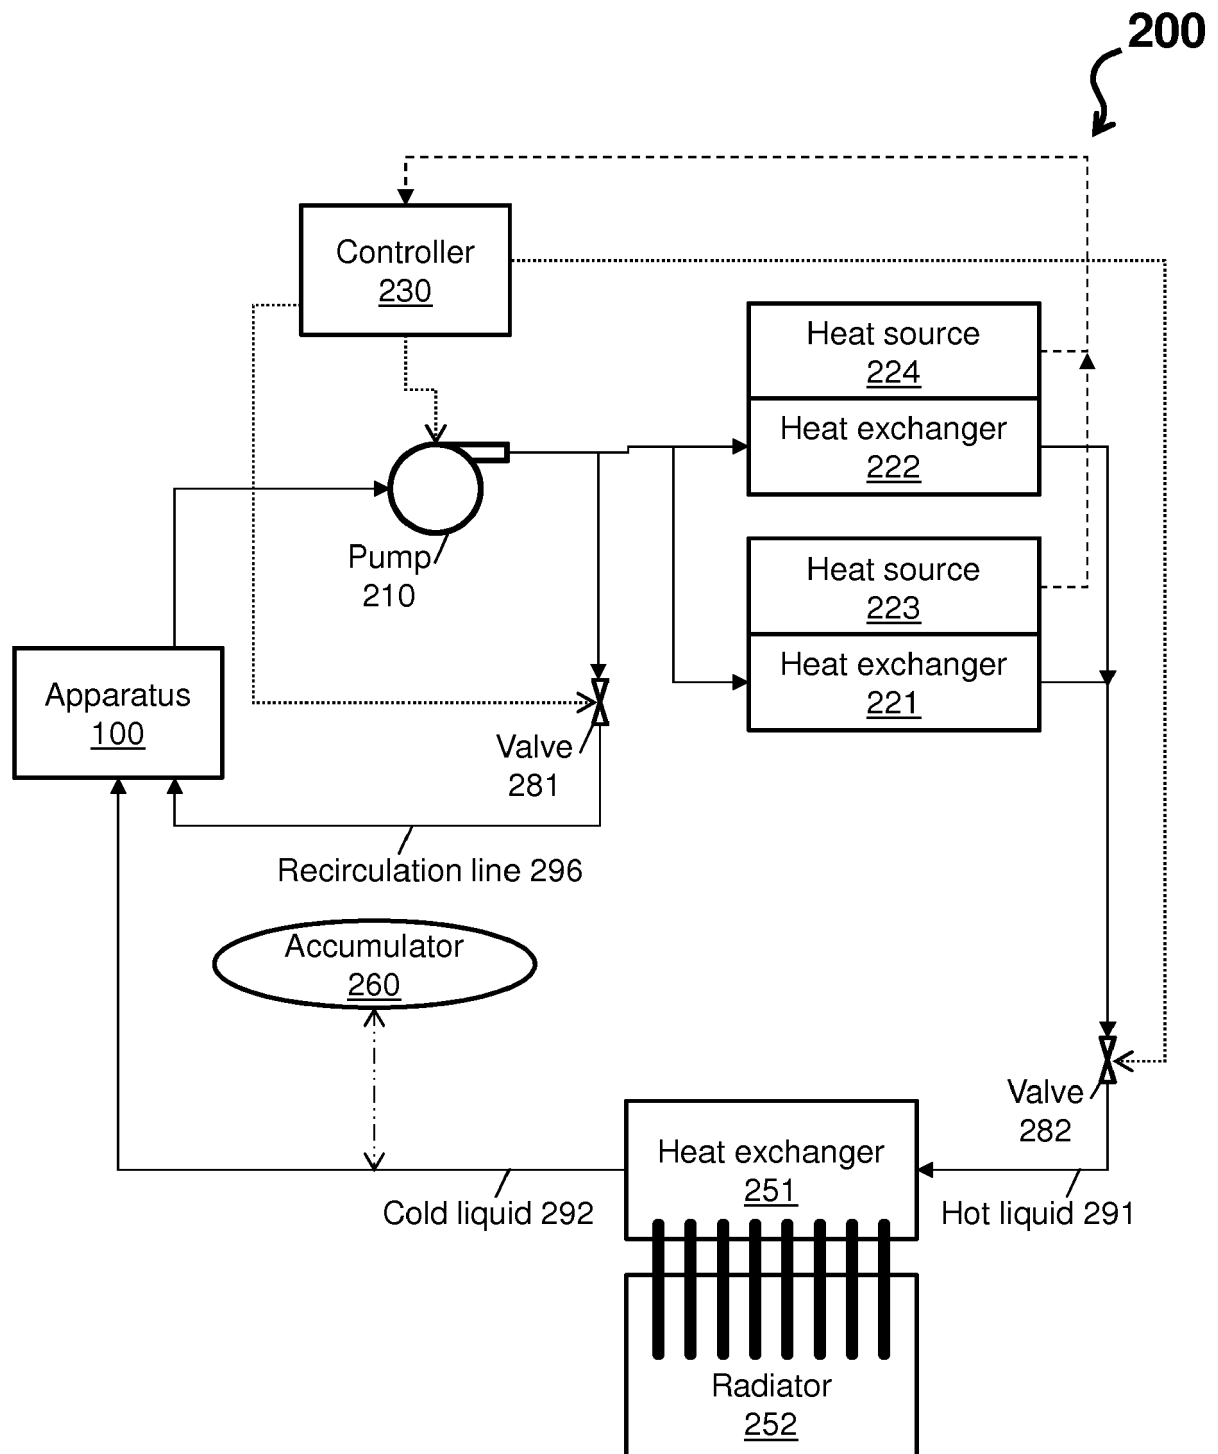 200
Controller
230
Heat source
224
Heat exchanger
222
Pump
210
Heat source
223
Heat exchanger
221
Apparatus
100
Valve
281
Recirculation line 296
Accumulator
260
Valve
282
Heat exchanger
251
Cold liquid 292
Hot liquid 291
Radiator
252